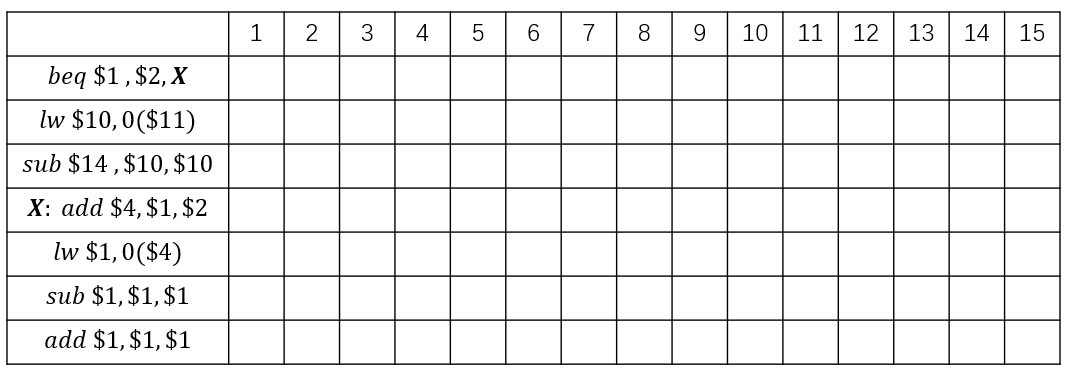 1 2 3 4 5 6 7 8 9 10 11 12 13 14 15
beq $1 , $2, X
lw $10, 0($11)
sub $14 , $10, $10
X: add $4, $1, $2
lw $1, 0($4)
sub $1, $1, $1
add $1, $1, $1